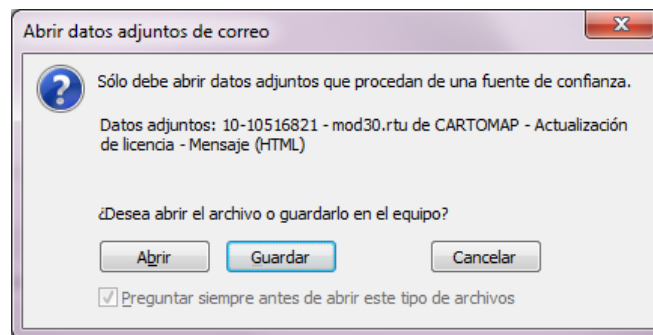 Abrir datos adjuntos de correo
Sólo debe abrir datos adjuntos que procedan de una fuente de confianza.
Datos adjuntos: 10-10516821 - mod30.rtu de CARTOMAP - Actualización
de licencia - Mensaje (HTML)
¿Desea abrir el archivo o guardarlo en el equipo?
Abrir Guardar Cancelar
Preguntar siempre antes de abrir este tipo de archivos